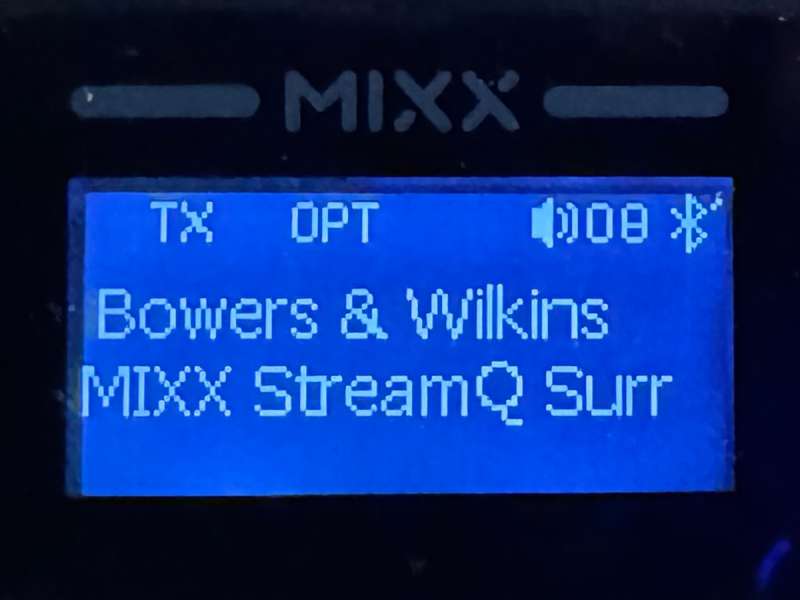 MIXX
TX OPT 08
Bowers & Wilkins
MIXX StreamQ Surr